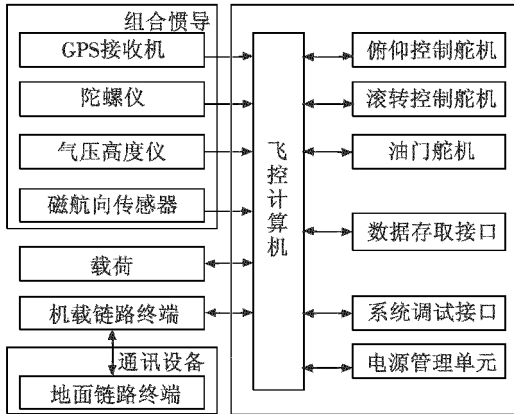 组合惯导
GPS接收机
陀螺仪
气压高度仪
磁航向传感器
载荷
机载链路终端
通讯设备
地面链路终端
飞控计算机
俯仰控制舵机
滚转控制舵机
油门舵机
数据存取接口
系统调试接口
电源管理单元